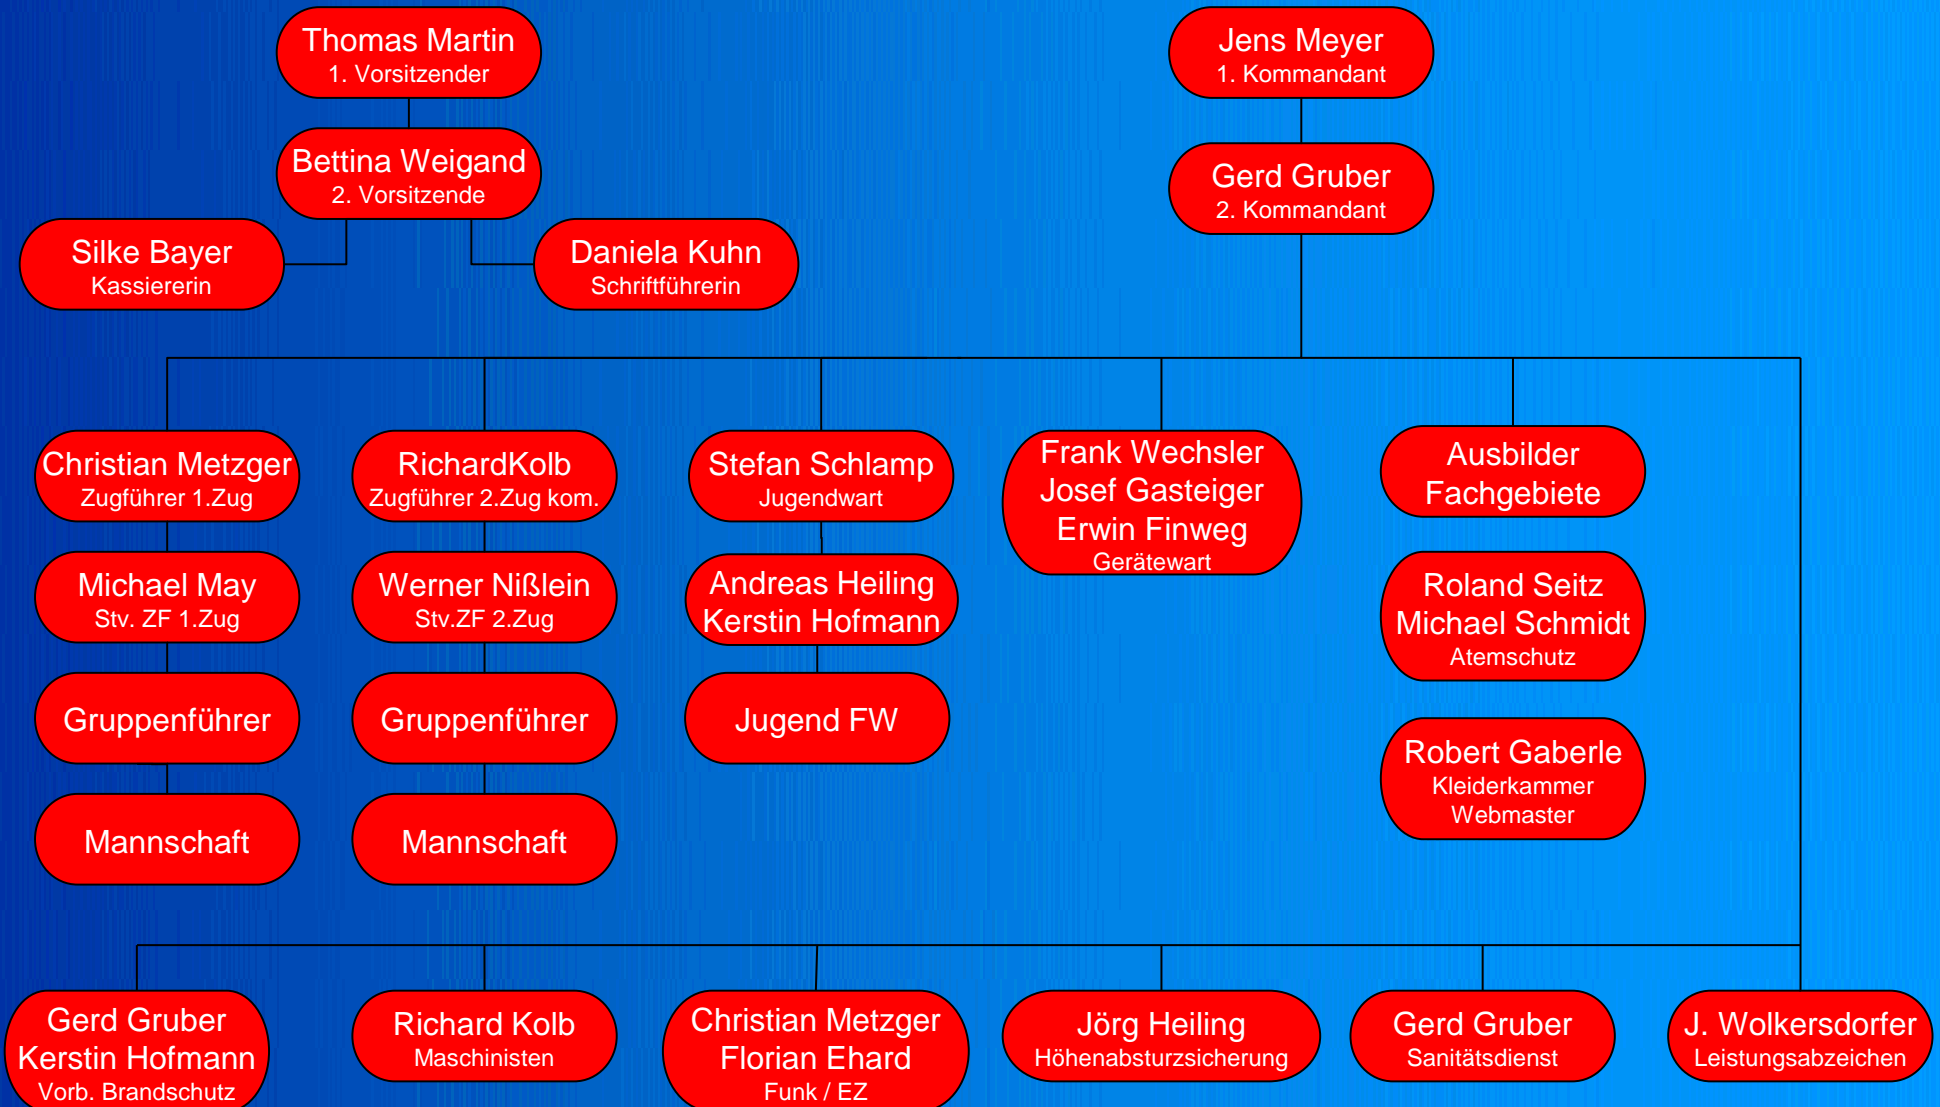 Thomas Martin
1. Vorsitzender
Jens Meyer
1. Kommandant
Bettina Weigand
2. Vorsitzende
Gerd Gruber
2. Kommandant
Silke Bayer
Kassiererin
Daniela Kuhn
Schriftführerin
Christian Metzger
Zugführer 1.Zug
RichardKolb
Zugführer 2.Zug kom.
Stefan Schlamp
Jugendwart
Frank Wechsler
Josef Gasteiger
Erwin Finweg
Gerätewart
Ausbilder
Fachgebiete
Michael May
Stv. ZF 1.Zug
Werner Nißlein
Stv.ZF 2.Zug
Andreas Heiling
Kerstin Hofmann
Roland Seitz
Michael Schmidt
Atemschutz
Gruppenführer
Gruppenführer
Jugend FW
Robert Gaberle
Kleiderkammer
Webmaster
Mannschaft
Mannschaft
Gerd Gruber
Kerstin Hofmann
Vorb. Brandschutz
Richard Kolb
Maschinisten
Christian Metzger
Florian Ehard
Funk / EZ
Jörg Heiling
Höhenabsturzsicherung
Gerd Gruber
Sanitätsdienst
J. Wolkersdorfer
Leistungsabzeichen